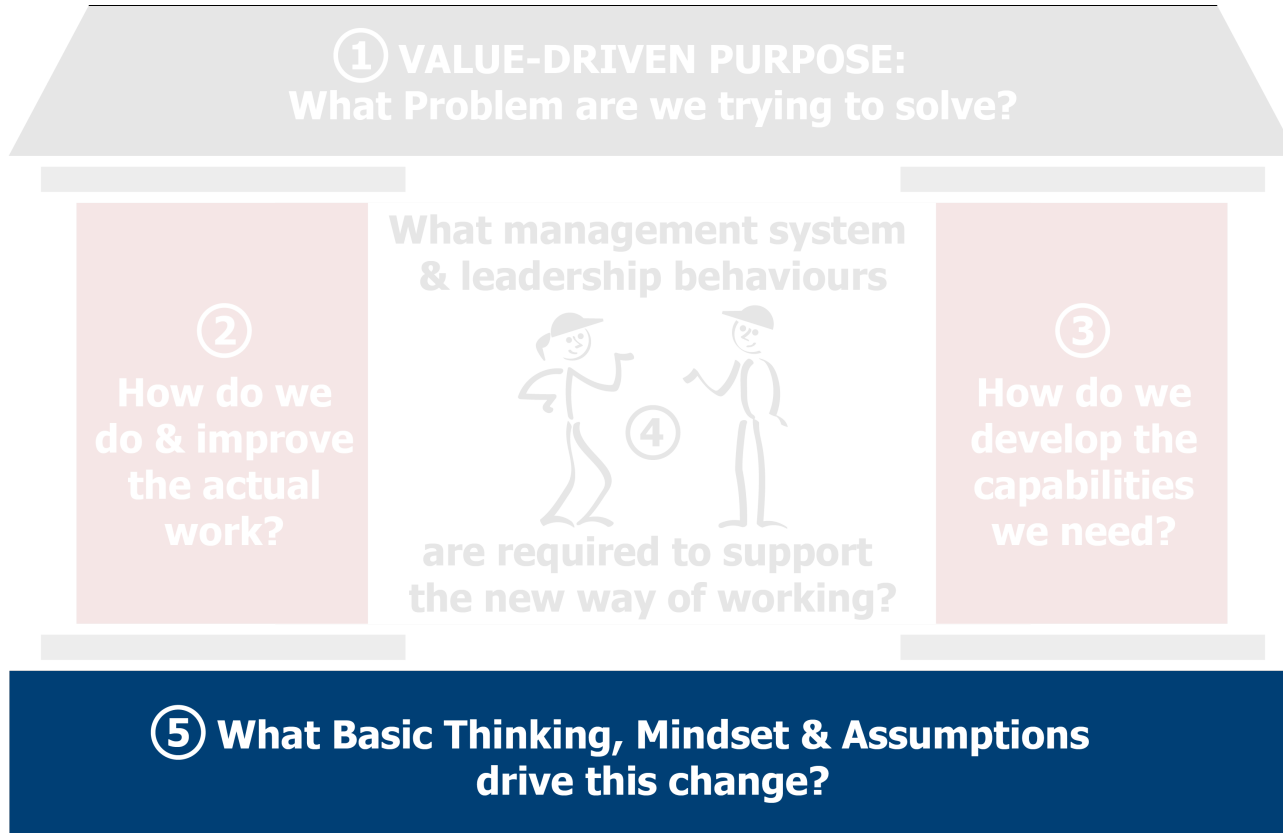 ① VALUE-DRIVEN PURPOSE:
What Problem are we trying to solve?
What management system
& leadership behaviours
②
How do we
do & improve
the actual
work?
④
③
How do we
develop the
capabilities
we need?
are required to support
the new way of working?
⑤ What Basic Thinking, Mindset & Assumptions
drive this change?